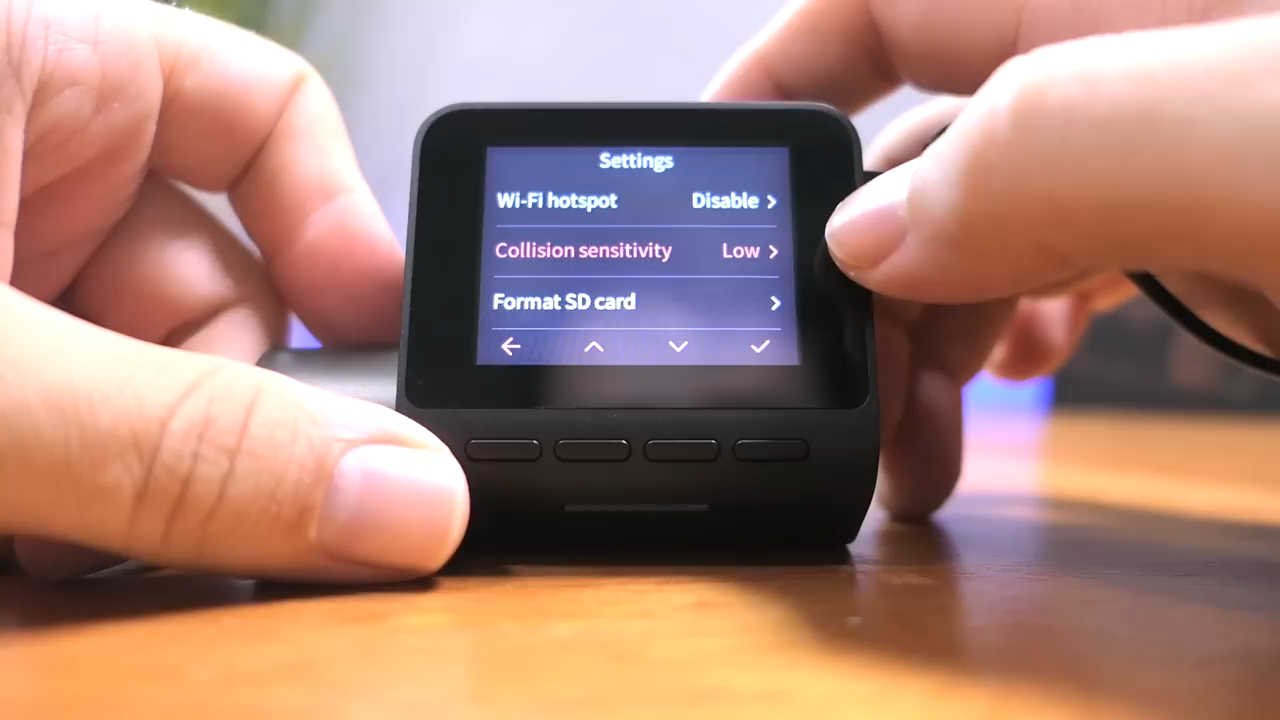 Settings
Wi-Fi hotspot Disable
Collision sensitivity Low
Format SD card